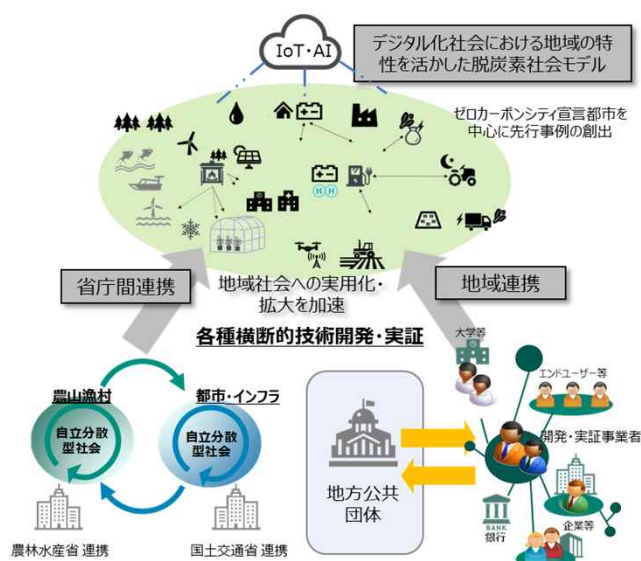 IoT・AI
デジタル化社会における地域の特
性を活かした脱炭素社会モデル
ゼロカーボンシティ宣言都市を
中心に先行事例の創出
H H
省庁間連携
地域社会への実用化・
拡大を加速
地域連携
各種横断的技術開発・実証
農山漁村
自立分散
型社会
都市・インフラ
自立分散
型社会
農林水産省 連携
国土交通省 連携
地方公共
団体
大学等
エンドユーザー等
開発・実証事業者
BANK
銀行
企業等